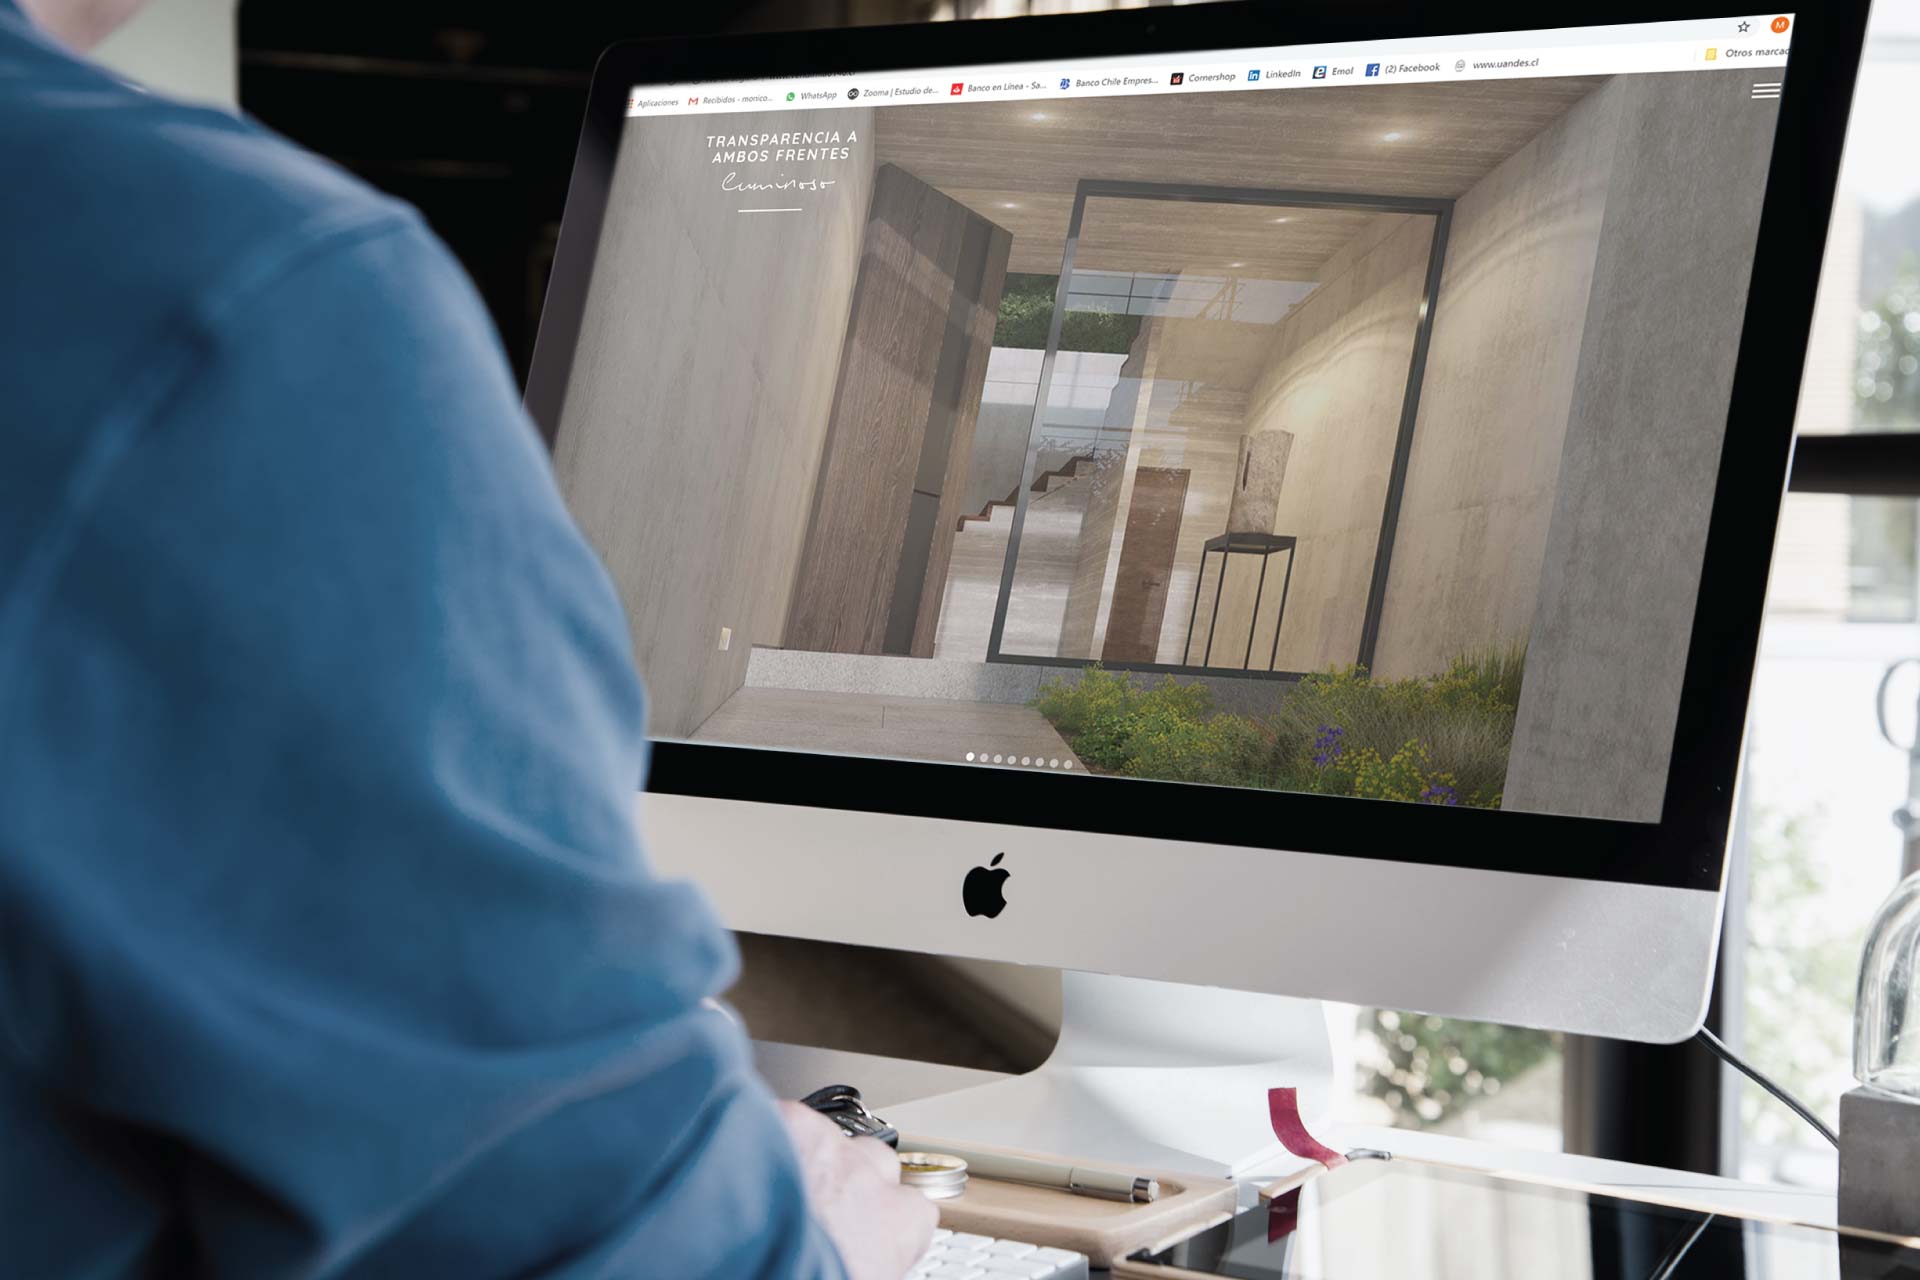 Aplicaciones Recibidos - monico... WhatsApp Zooma | Estudio de... Banco en Línea - Sa... Banco Chile Empres... Cornershop LinkedIn Emol (2) Facebook www.uandes.cl Otros marcad
M
TRANSPARENCIA A
AMBOS FRENTES
luminoso